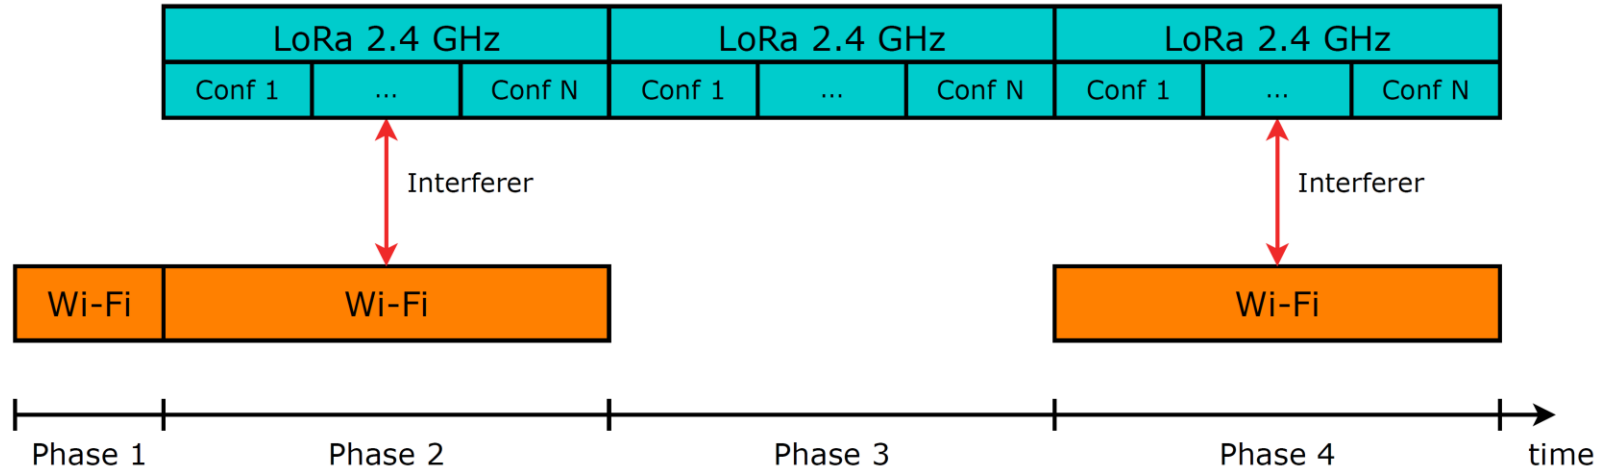 LoRa 2.4 GHz LoRa 2.4 GHz LoRa 2.4 GHz
Conf 1 ... Conf N Conf 1 ... Conf N Conf 1 ... Conf N
Interferer Interferer
Wi-Fi Wi-Fi Wi-Fi
Phase 1 Phase 2 Phase 3 Phase 4 time